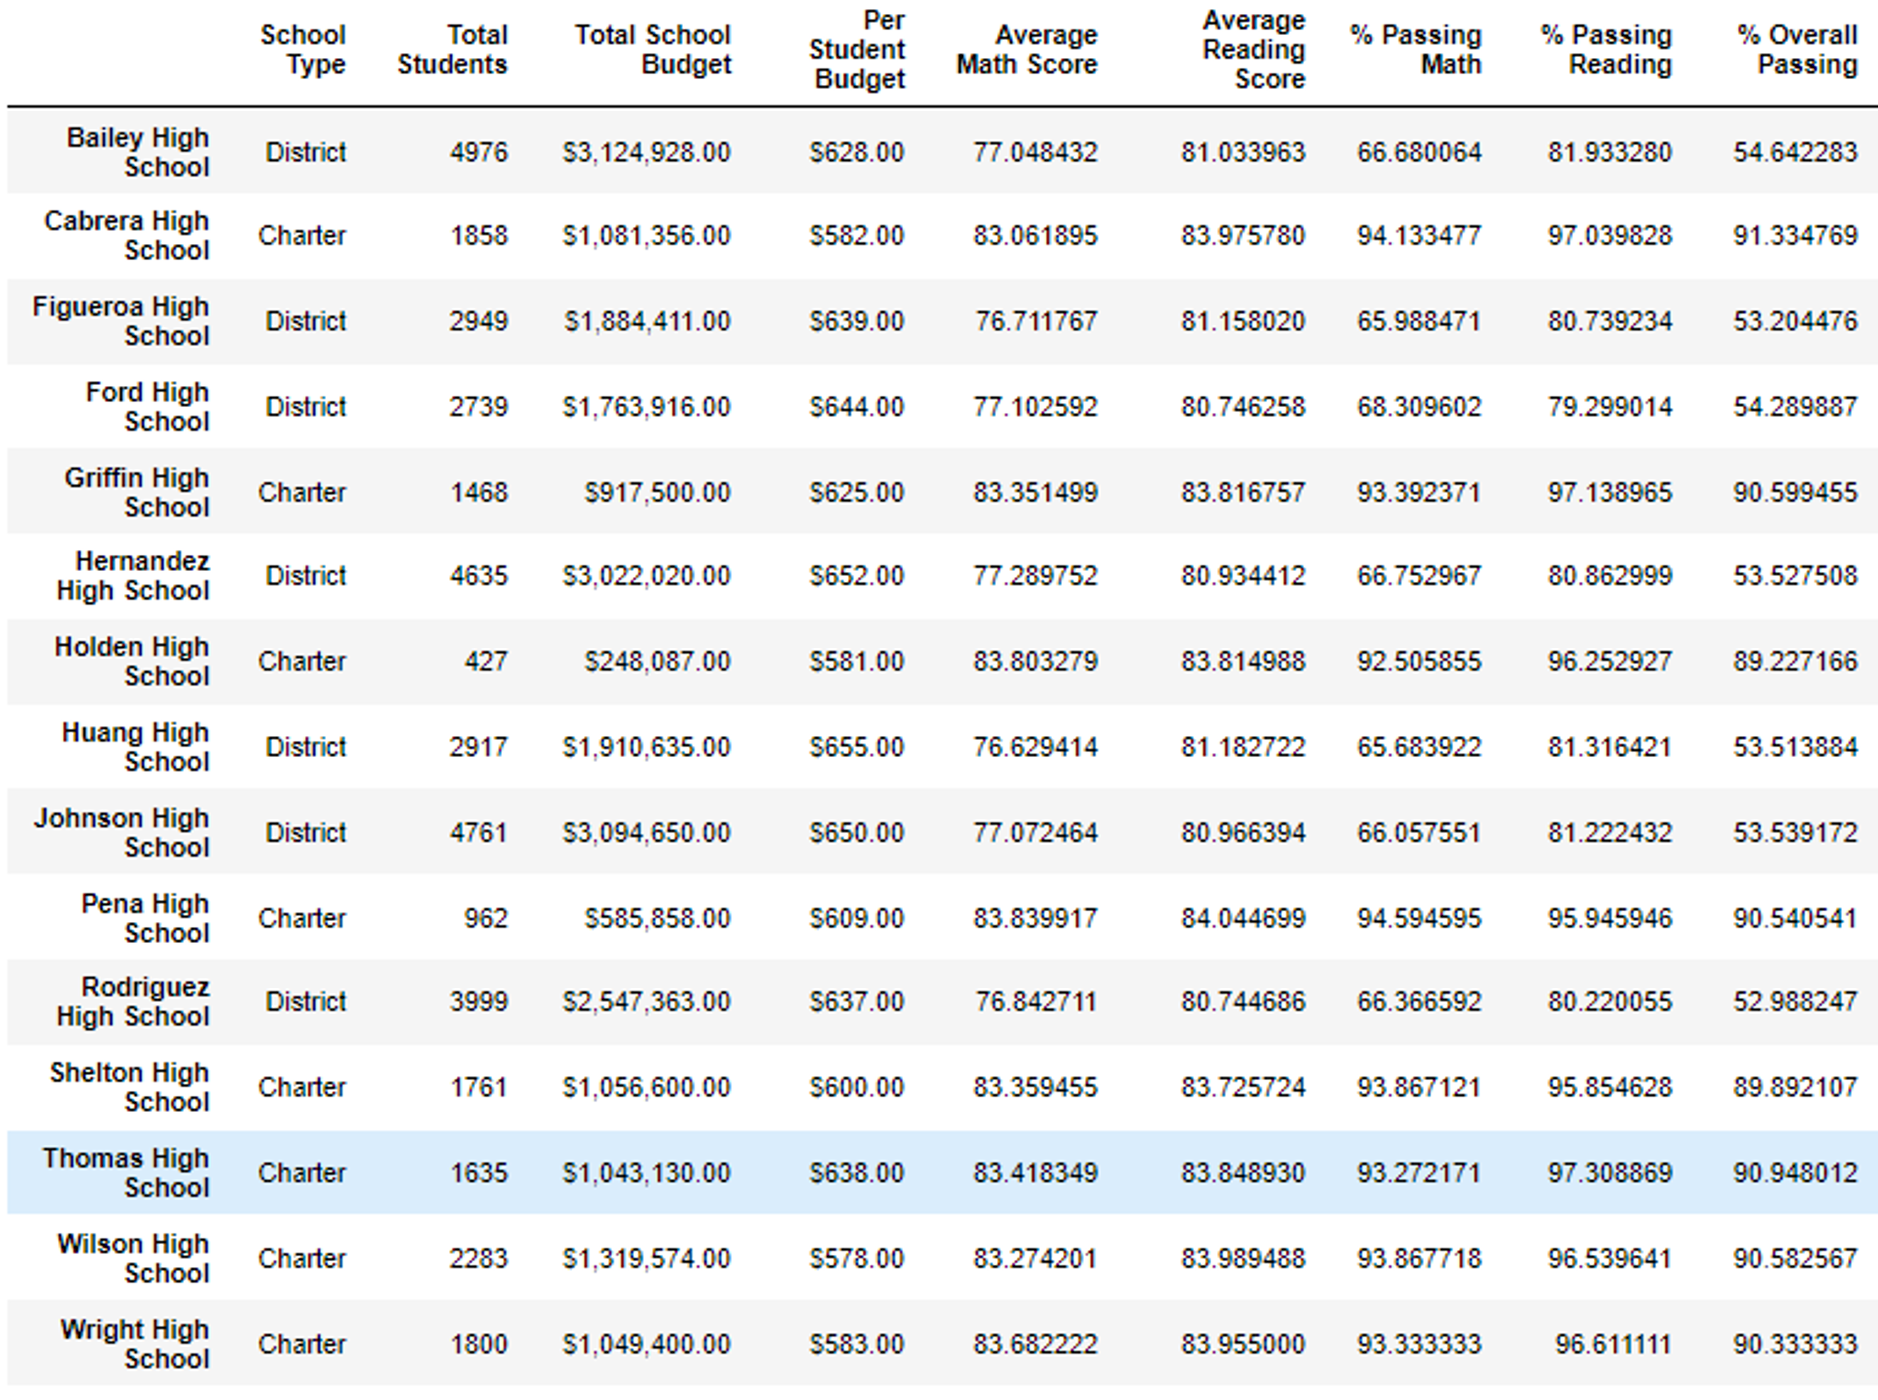 School Type Total Students Total School Budget Per Student Budget Average Math Score Average Reading Score % Passing Math % Passing Reading % Overall Passing
Bailey High School District 4976 $3,124,928.00 $628.00 77.048432 81.033963 66.680064 81.933280 54.642283
Cabrera High School Charter 1858 $1,081,356.00 $582.00 83.061895 83.975780 94.133477 97.039828 91.334769
Figueroa High School District 2949 $1,884,411.00 $639.00 76.711767 81.158020 65.988471 80.739234 53.204476
Ford High School District 2739 $1,763,916.00 $644.00 77.102592 80.746258 68.309602 79.299014 54.289887
Griffin High School Charter 1468 $917,500.00 $625.00 83.351499 83.816757 93.392371 97.138965 90.599455
Hernandez High School District 4635 $3,022,020.00 $652.00 77.289752 80.934412 66.752967 80.862999 53.527508
Holden High School Charter 427 $248,087.00 $581.00 83.803279 83.814988 92.505855 96.252927 89.227166
Huang High School District 2917 $1,910,635.00 $655.00 76.629414 81.182722 65.683922 81.316421 53.513884
Johnson High School District 4761 $3,094,650.00 $650.00 77.072464 80.966394 66.057551 81.222432 53.539172
Pena High School Charter 962 $585,858.00 $609.00 83.839917 84.044699 94.594595 95.945946 90.540541
Rodriguez High School District 3999 $2,547,363.00 $637.00 76.842711 80.744686 66.366592 80.220055 52.988247
Shelton High School Charter 1761 $1,056,600.00 $600.00 83.359455 83.725724 93.867121 95.854628 89.892107
Thomas High School Charter 1635 $1,043,130.00 $638.00 83.418349 83.848930 93.272171 97.308869 90.948012
Wilson High School Charter 2283 $1,319,574.00 $578.00 83.274201 83.989488 93.867718 96.539641 90.582567
Wright High School Charter 1800 $1,049,400.00 $583.00 83.682222 83.955000 93.333333 96.611111 90.333333